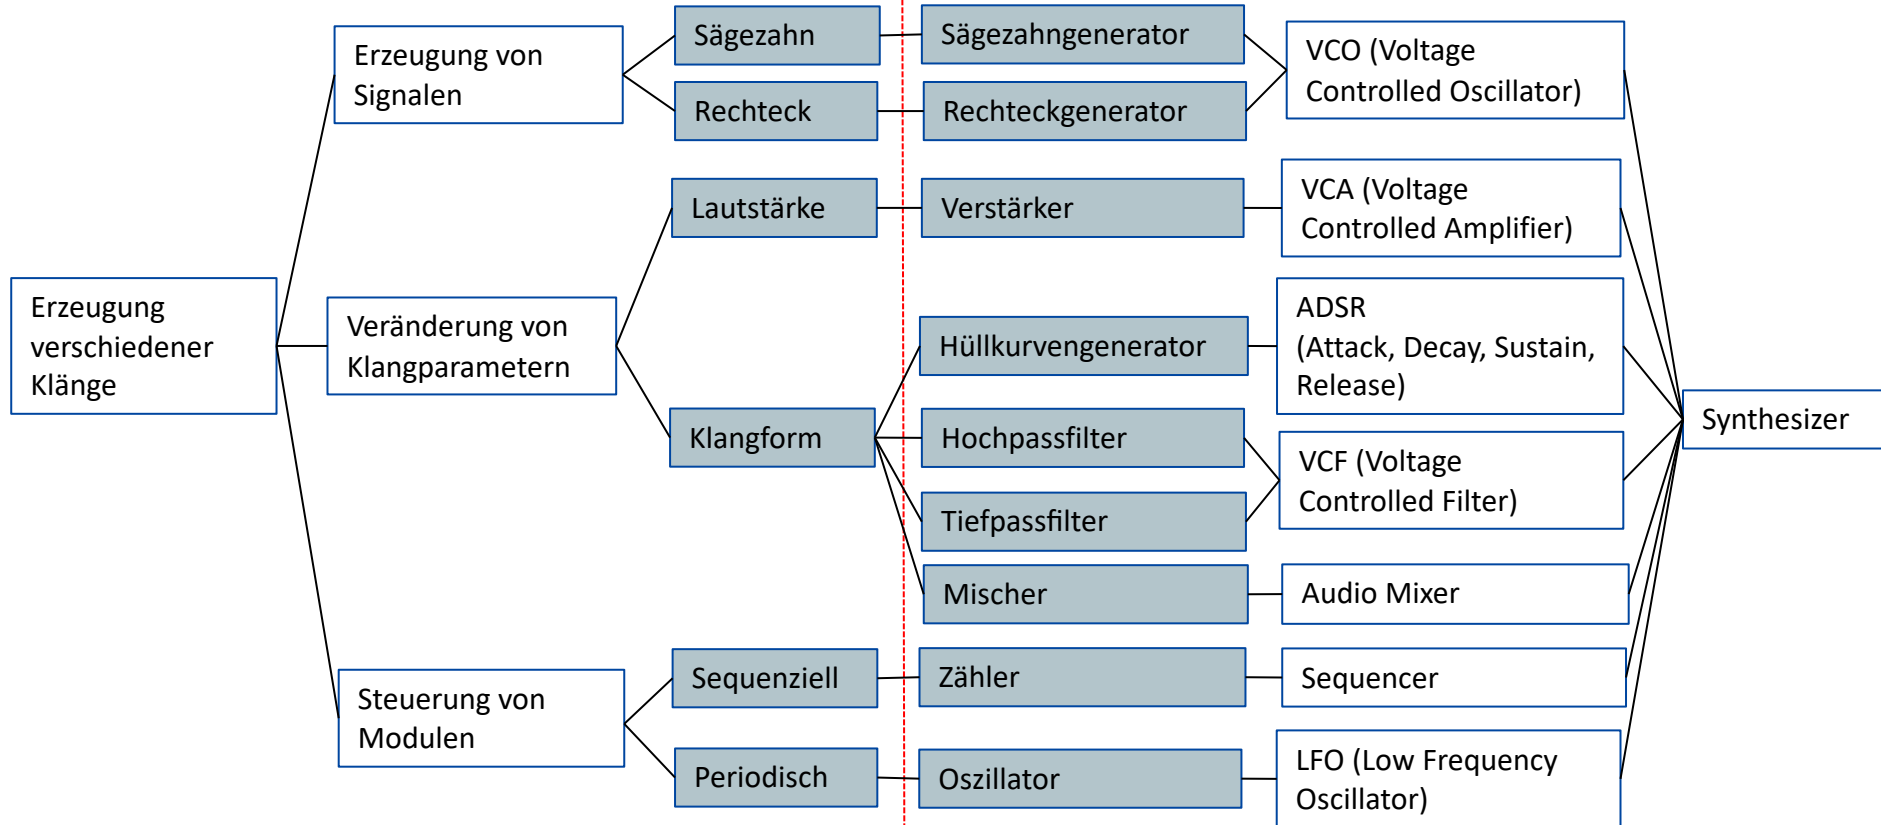 Erzeugung
verschiedener
Klänge
Erzeugung von
Signalen
Veränderung von
Klangparametern
Steuerung von
Modulen
Sägezahn
Rechteck
Lautstärke
Klangform
Sequenziell
Periodisch
Sägezahngenerator
Rechteckgenerator
Verstärker
Hüllkurvengenerator
Hochpassfilter
Tiefpassfilter
Mischer
Zähler
Oszillator
VCO (Voltage
Controlled Oscillator)
VCA (Voltage
Controlled Amplifier)
ADSR
(Attack, Decay, Sustain,
Release)
VCF (Voltage
Controlled Filter)
Audio Mixer
Sequencer
LFO (Low Frequency
Oscillator)
Synthesizer